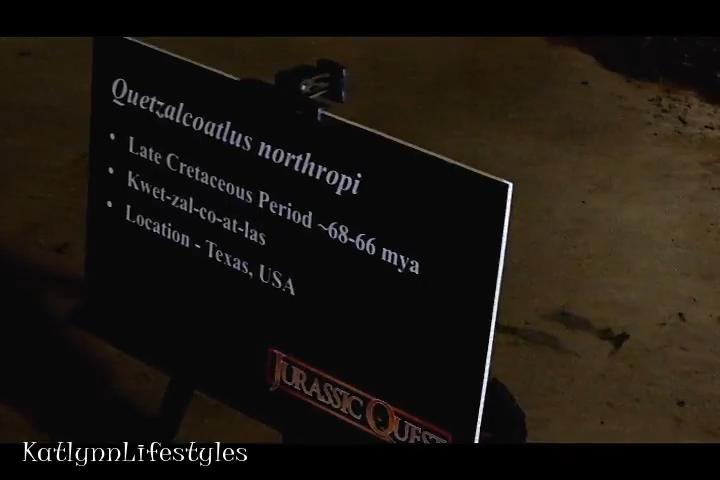 Quetzalcoatlus northropi
• Late Cretaceous Period ~68-66 mya
• Kwet-zal-co-at-las
• Location - Texas, USA
JURASSIC QUEST
KatlynnLifestyles